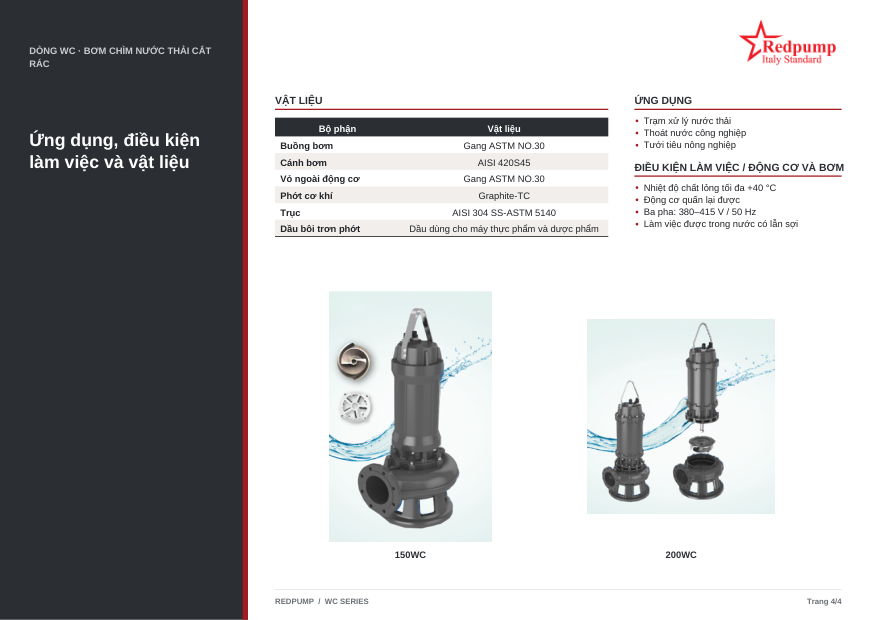 DÒNG WC · BƠM CHÌM NƯỚC THẢI CẮT
RÁC
Ứng dụng, điều kiện
làm việc và vật liệu
Redpump
Italy Standard
VẬT LIỆU
Bộ phận Vật liệu
Buồng bơm Gang ASTM NO.30
Cánh bơm AISI 420S45
Vỏ ngoài động cơ Gang ASTM NO.30
Phớt cơ khí Graphite-TC
Trục AISI 304 SS-ASTM 5140
Dầu bôi trơn phớt Dầu dùng cho máy thực phẩm và dược phẩm
ỨNG DỤNG
• Trạm xử lý nước thải
• Thoát nước công nghiệp
• Tưới tiêu nông nghiệp
ĐIỀU KIỆN LÀM VIỆC / ĐỘNG CƠ VÀ BƠM
• Nhiệt độ chất lỏng tối đa +40 °C
• Động cơ quấn lại được
• Ba pha: 380–415 V / 50 Hz
• Làm việc được trong nước có lẫn sợi
150WC
200WC
REDPUMP / WC SERIES
Trang 4/4